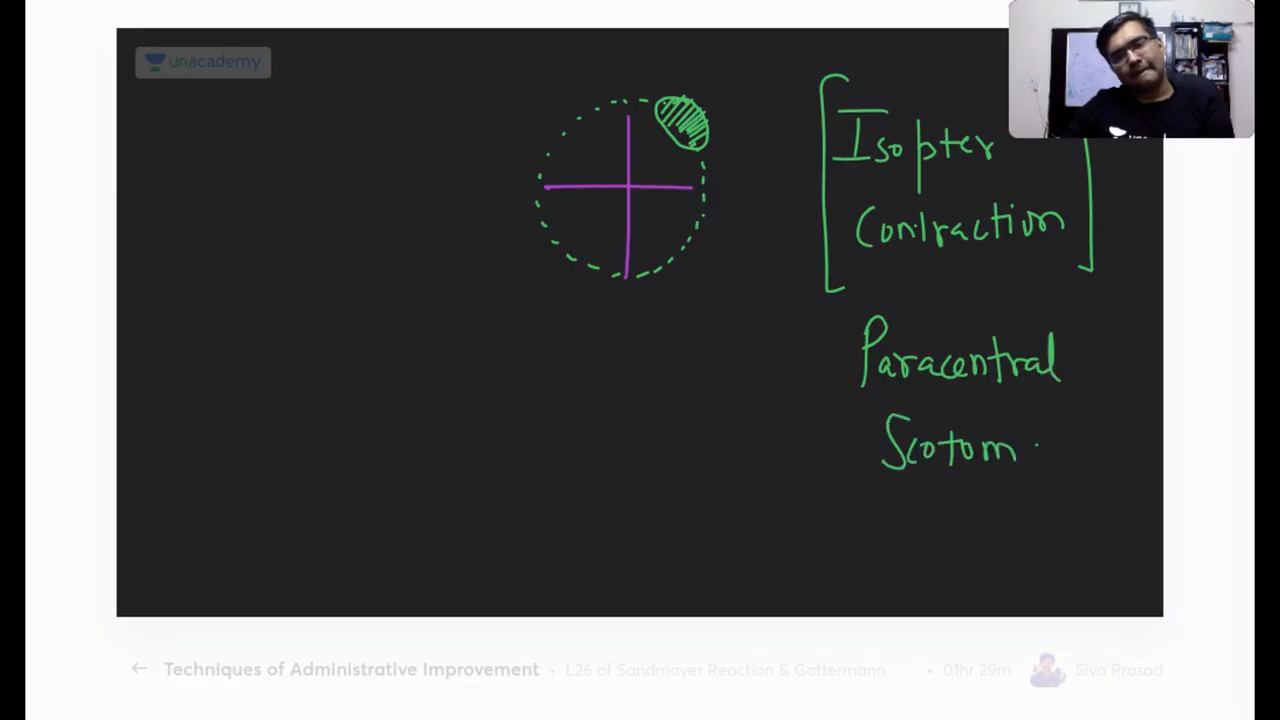 unacademy
Isopter
Contraction
Paracentral
Scotom
← Techniques of Administrative Improvement • L26 of Sandmayer Reaction & Gattermann ... • 01hr 29m Siva Prasad